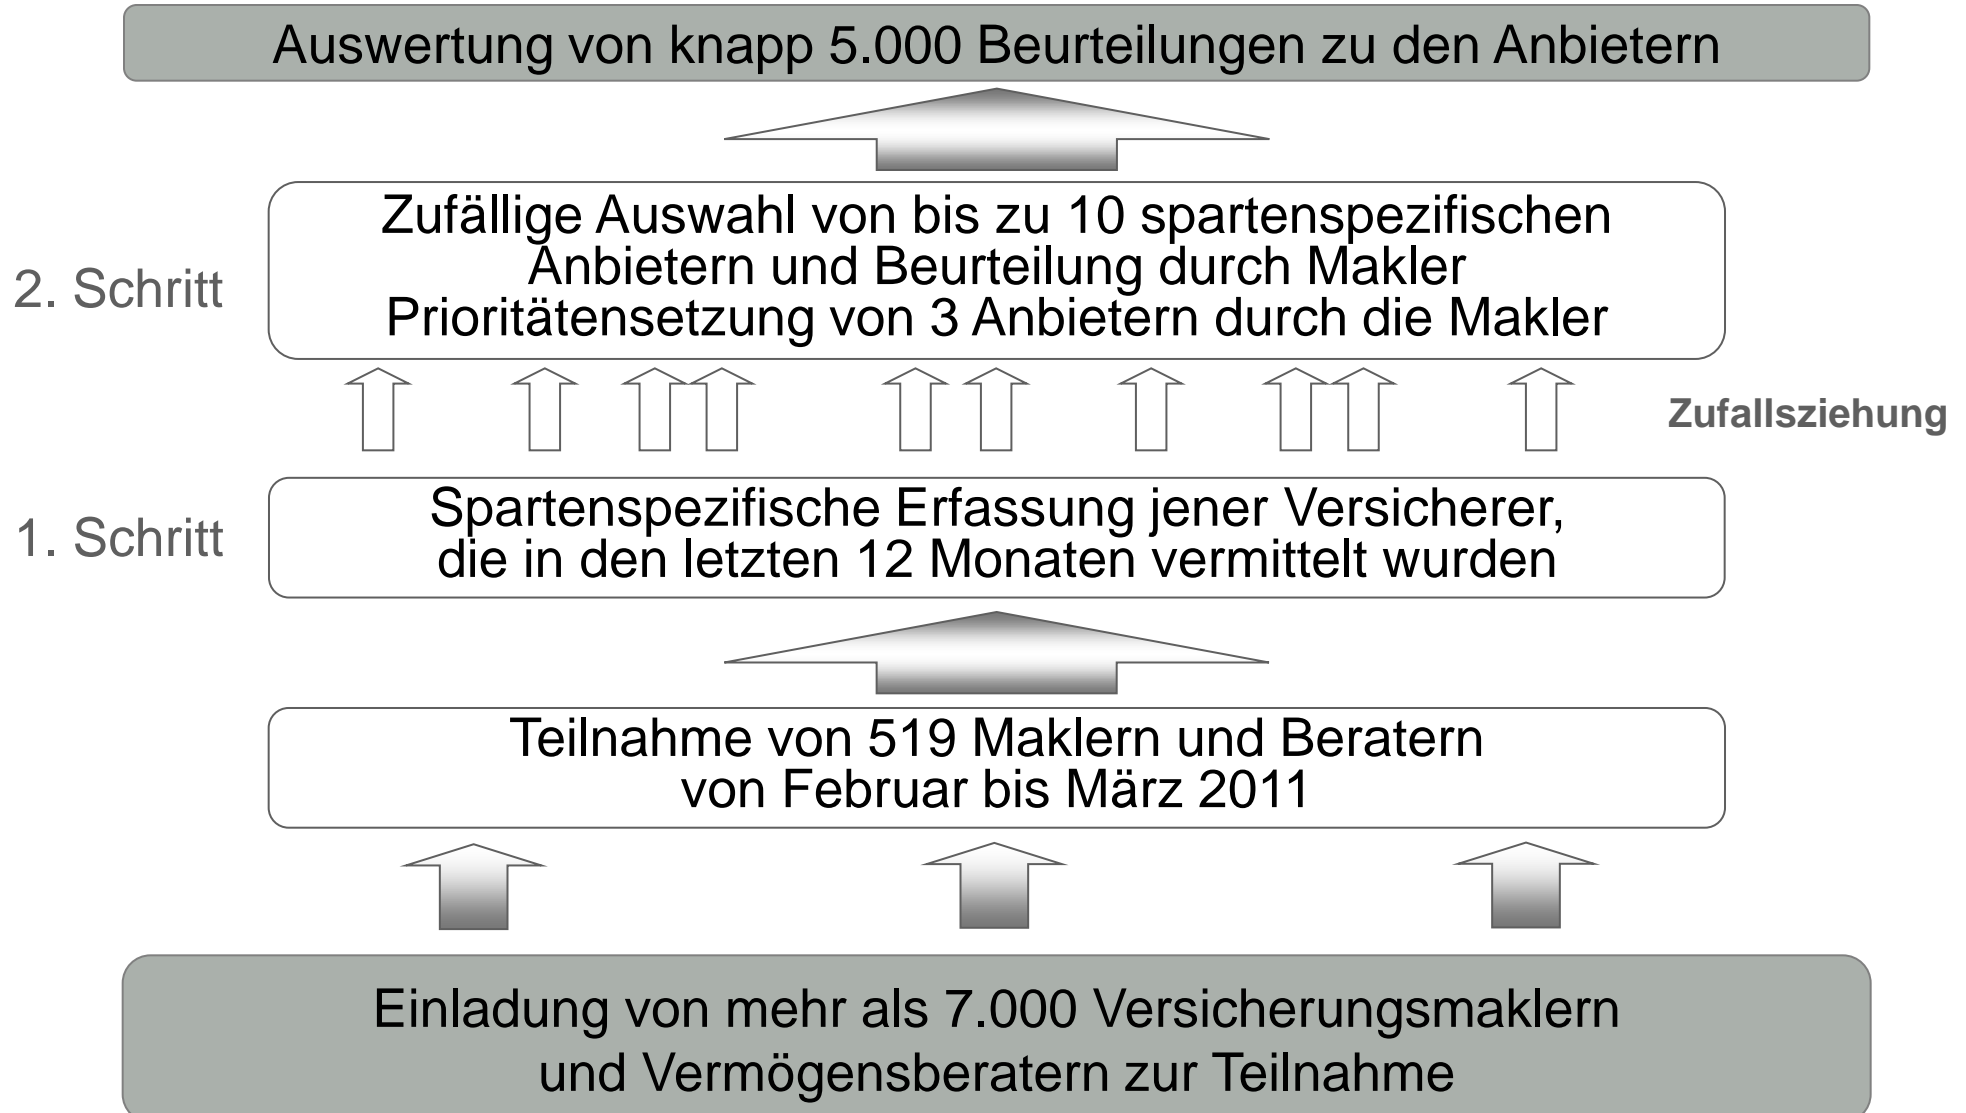 Auswertung von knapp 5.000 Beurteilungen zu den Anbietern
2. Schritt
Zufällige Auswahl von bis zu 10 spartenspezifischen
Anbietern und Beurteilung durch Makler
Prioritätensetzung von 3 Anbietern durch die Makler
Zufallsziehung
1. Schritt
Spartenspezifische Erfassung jener Versicherer,
die in den letzten 12 Monaten vermittelt wurden
Teilnahme von 519 Maklern und Beratern
von Februar bis März 2011
Einladung von mehr als 7.000 Versicherungsmaklern
und Vermögensberatern zur Teilnahme